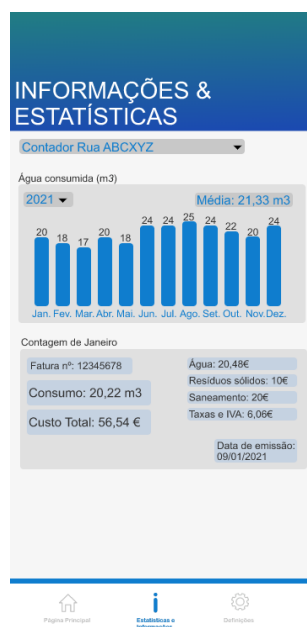 INFORMAÇÕES &
ESTATÍSTICAS
Contador Rua ABCXYZ
Água consumida (m3)
2021
Média: 21,33 m3
20 18 17 20 18 24 24 25 24 22 20 24
Jan. Fev. Mar. Abr. Mai. Jun. Jul. Ago. Set. Out. Nov. Dez.
Contagem de Janeiro
Fatura nº: 12345678
Consumo: 20,22 m3
Custo Total: 56,54 €
Água: 20,48€
Resíduos sólidos: 10€
Saneamento: 20€
Taxas e IVA: 6,06€
Data de emissão:
09/01/2021
Página Principal
Estatísticas e
Informações
Definições